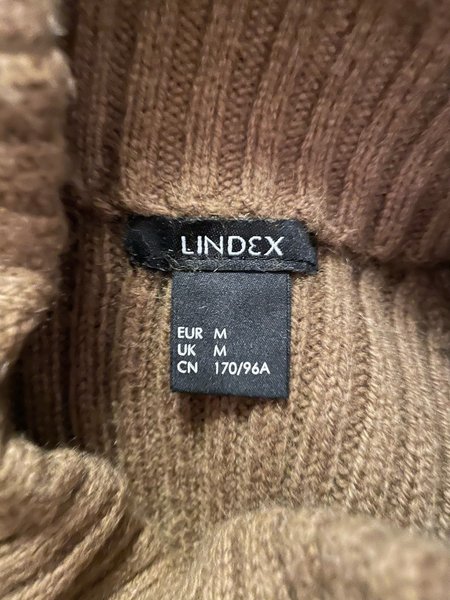 LINDEX
EUR M
UK M
CN 170/96A